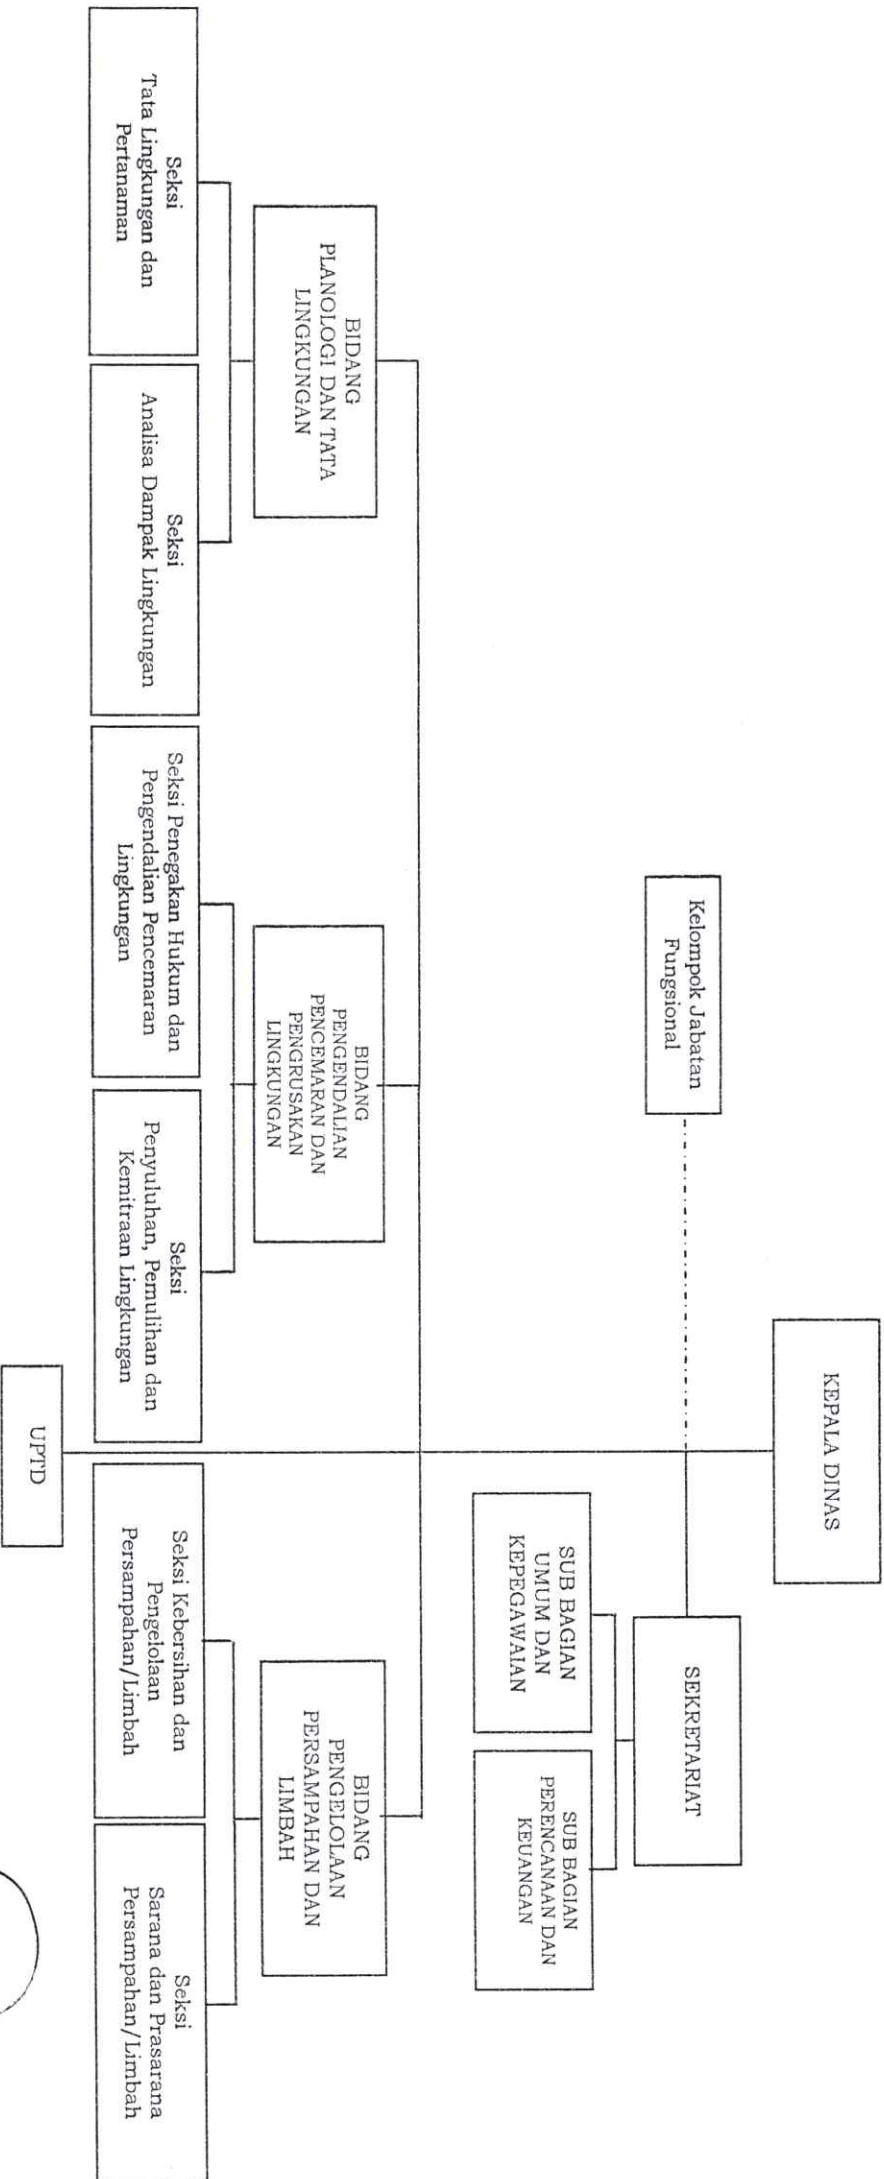 KEPALA DINAS
Kelompok Jabatan
Fungsional
SEKRETARIAT
SUB BAGIAN
UMUM DAN
KEPEGAWAIAN
SUB BAGIAN
PERENCANAAN DAN
KEUANGAN
BIDANG
PLANOLOGI DAN TATA
LINGKUNGAN
BIDANG
PENGENDALIAN
PENCEMARAN DAN
PENGRUSAKAN
LINGKUNGAN
BIDANG
PENGELOLAAN
PERSAMPAHAN DAN
LIMBAH
Seksi
Tata Lingkungan dan
Pertanaman
Seksi
Analisa Dampak Lingkungan
Seksi Penegakan Hukum dan
Pengendalian Pencemaran
Lingkungan
Seksi
Penyuluhan, Pemulihan dan
Kemitraan Lingkungan
Seksi Kebersihan dan
Pengelolaan
Persampahan/Limbah
Seksi
Sarana dan Prasarana
Persampahan/Limbah
UPTD